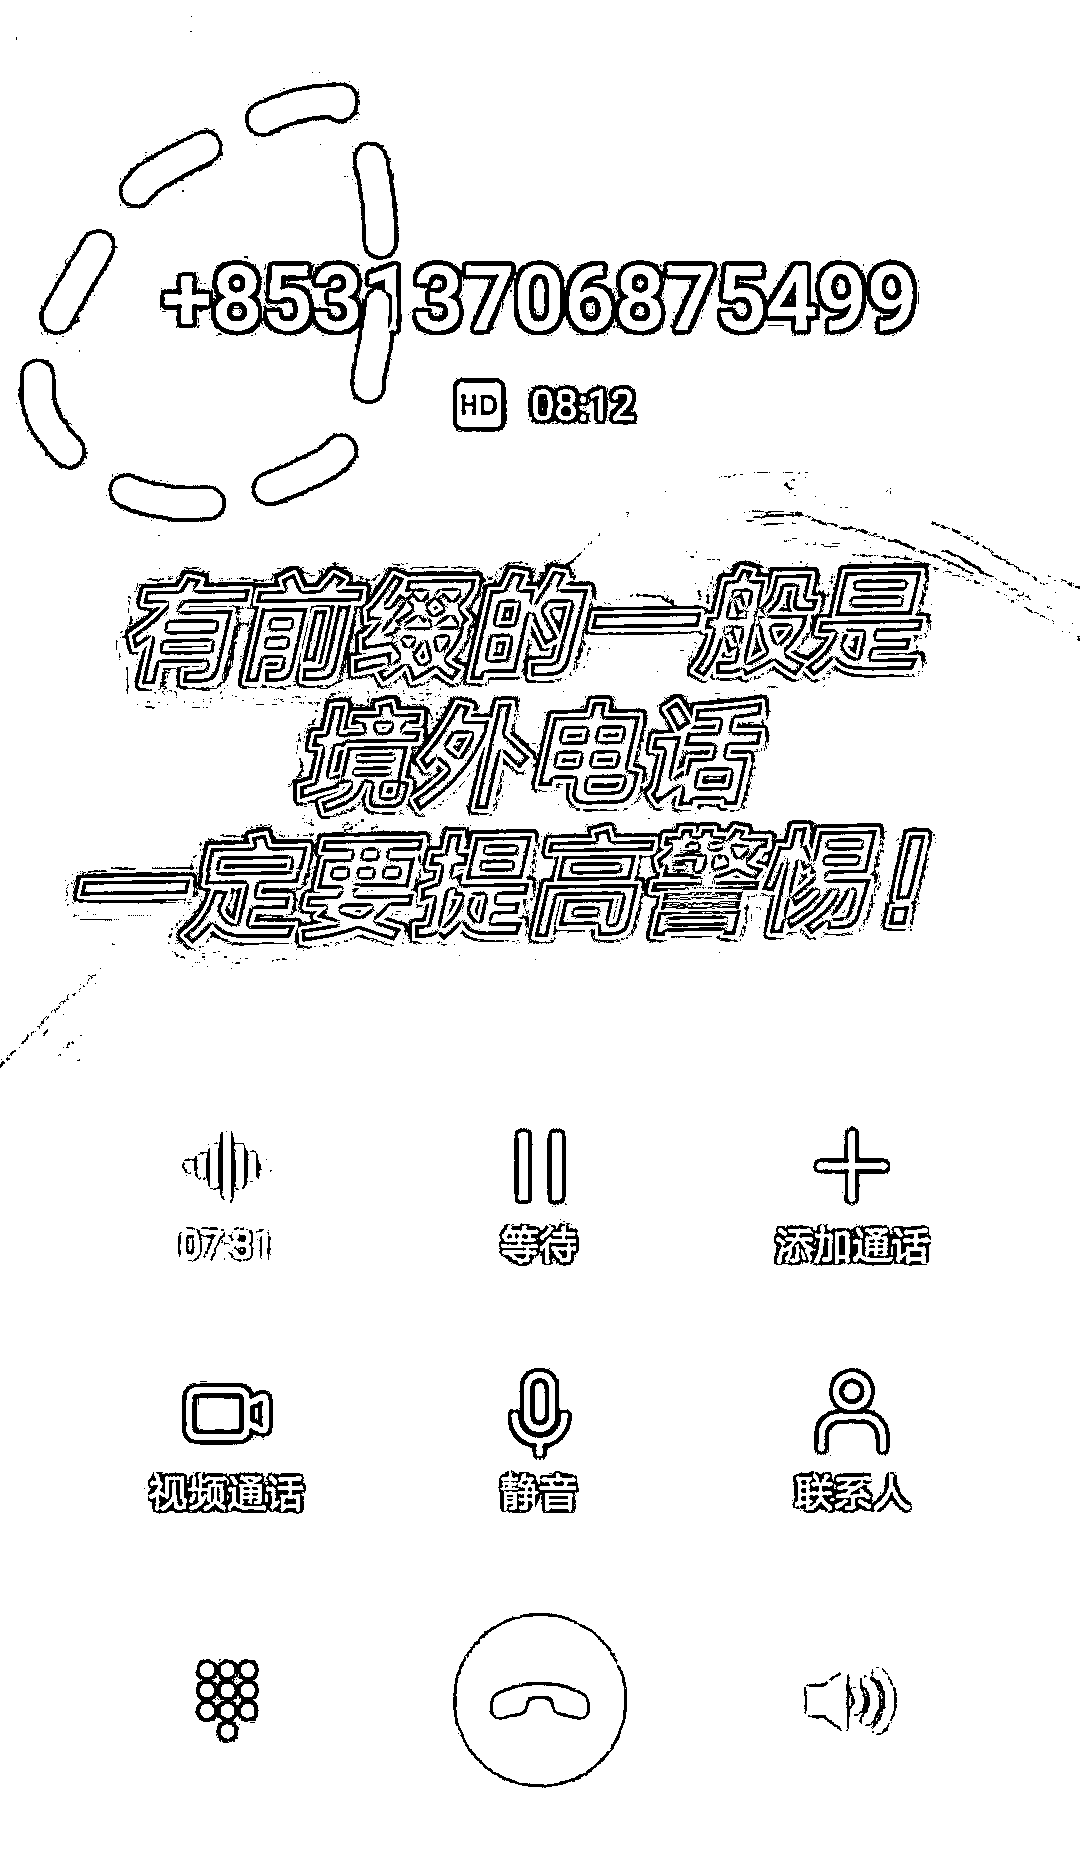 +85313706875499
HD 08:12
有前缀的一般是
境外电话
一定要提高警惕！
07:31 等待 添加通话
视频通话 静音 联系人